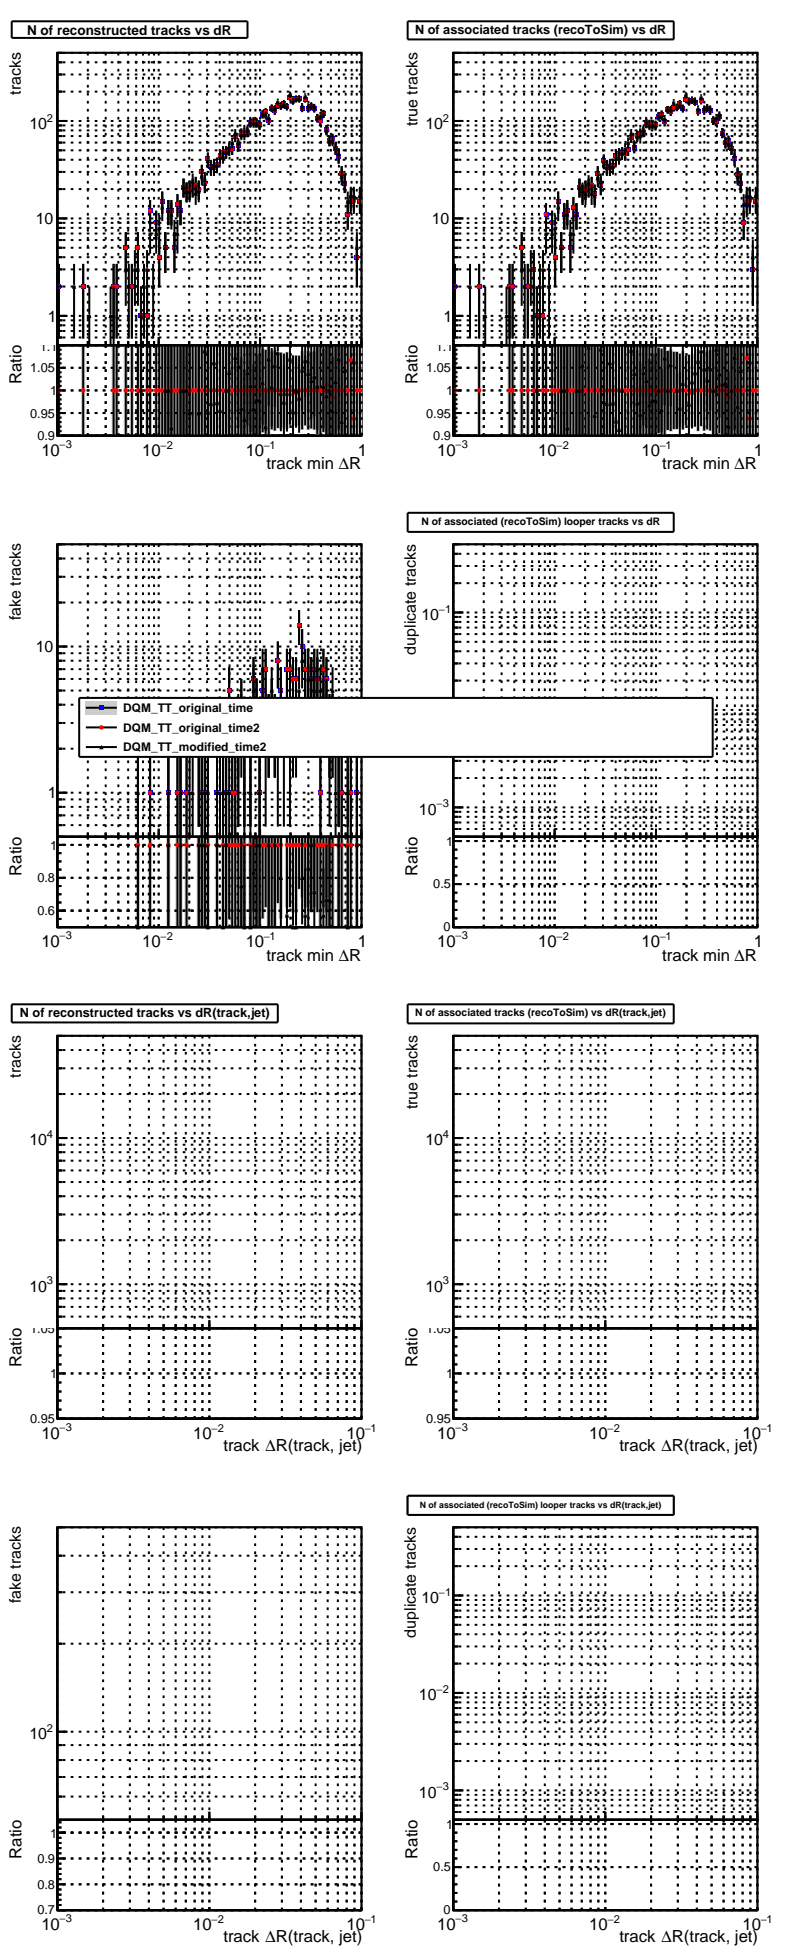 N of reconstructed tracks vs dR
tracks
10²
10
1
Ratio
1.1
1.05
1
0.95
0.9
10⁻³
10⁻²
10⁻¹
1
track min ΔR
N of associated tracks (recoToSim) vs dR
true tracks
10²
10
1
Ratio
1.1
1.05
1
0.95
0.9
10⁻³
10⁻²
10⁻¹
1
track min ΔR
fake tracks
10
1
Ratio
1
0.8
0.6
10⁻³
10⁻²
10⁻¹
1
track min ΔR
N of associated (recoToSim) looper tracks vs dR
duplicate tracks
10⁻¹
10⁻³
Ratio
1
0.5
0
10⁻³
10⁻²
10⁻¹
1
track min ΔR
DQM_TT_original_time
DQM_TT_original_time2
DQM_TT_modified_time2
N of reconstructed tracks vs dR(track,jet)
tracks
10⁴
10³
Ratio
1.05
1
0.95
10⁻³
10⁻²
10⁻¹
track ΔR(track, jet)
N of associated tracks (recoToSim) vs dR(track,jet)
true tracks
10⁴
10³
Ratio
1.05
1
0.95
10⁻³
10⁻²
10⁻¹
track ΔR(track, jet)
fake tracks
10²
Ratio
1
0.9
0.8
0.7
10⁻³
10⁻²
10⁻¹
track ΔR(track, jet)
N of associated (recoToSim) looper tracks vs dR(track,jet)
duplicate tracks
10⁻¹
10⁻²
10⁻³
Ratio
1
0.5
0
10⁻³
10⁻²
10⁻¹
track ΔR(track, jet)